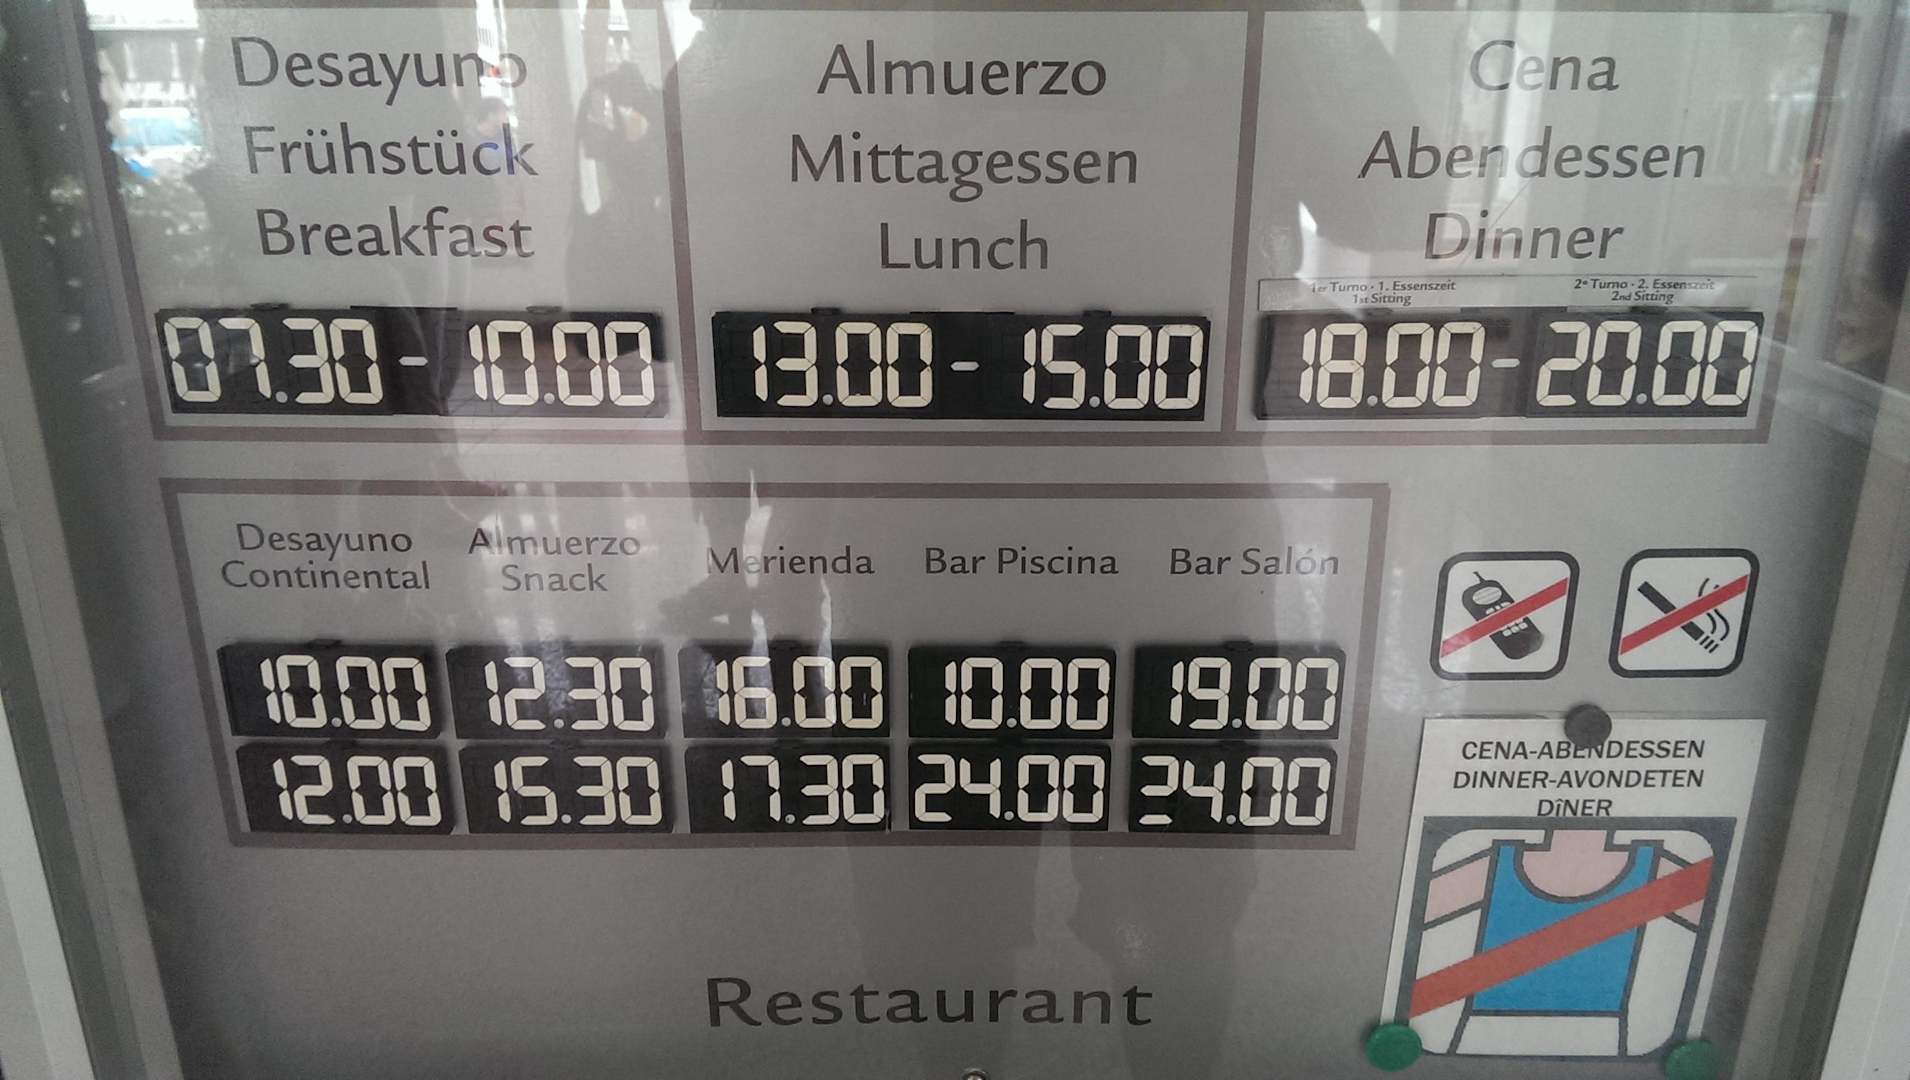 Desayuno
Frühstück
Breakfast
07.30 - 10.00
Almuerzo
Mittagessen
Lunch
13.00 - 15.00
Cena
Abendessen
Dinner
1er Turno · 1. Essenszeit
1st Sitting
2º Turno · 2. Essenszeit
2nd Sitting
18.00 - 20.00
Desayuno
Continental
10.00
12.00
Almuerzo
Snack
12.30
15.30
Merienda
16.00
17.30
Bar Piscina
10.00
24.00
Bar Salón
19.00
24.00
CENA-ABENDESSEN
DINNER-AVONDETEN
DîNER
Restaurant